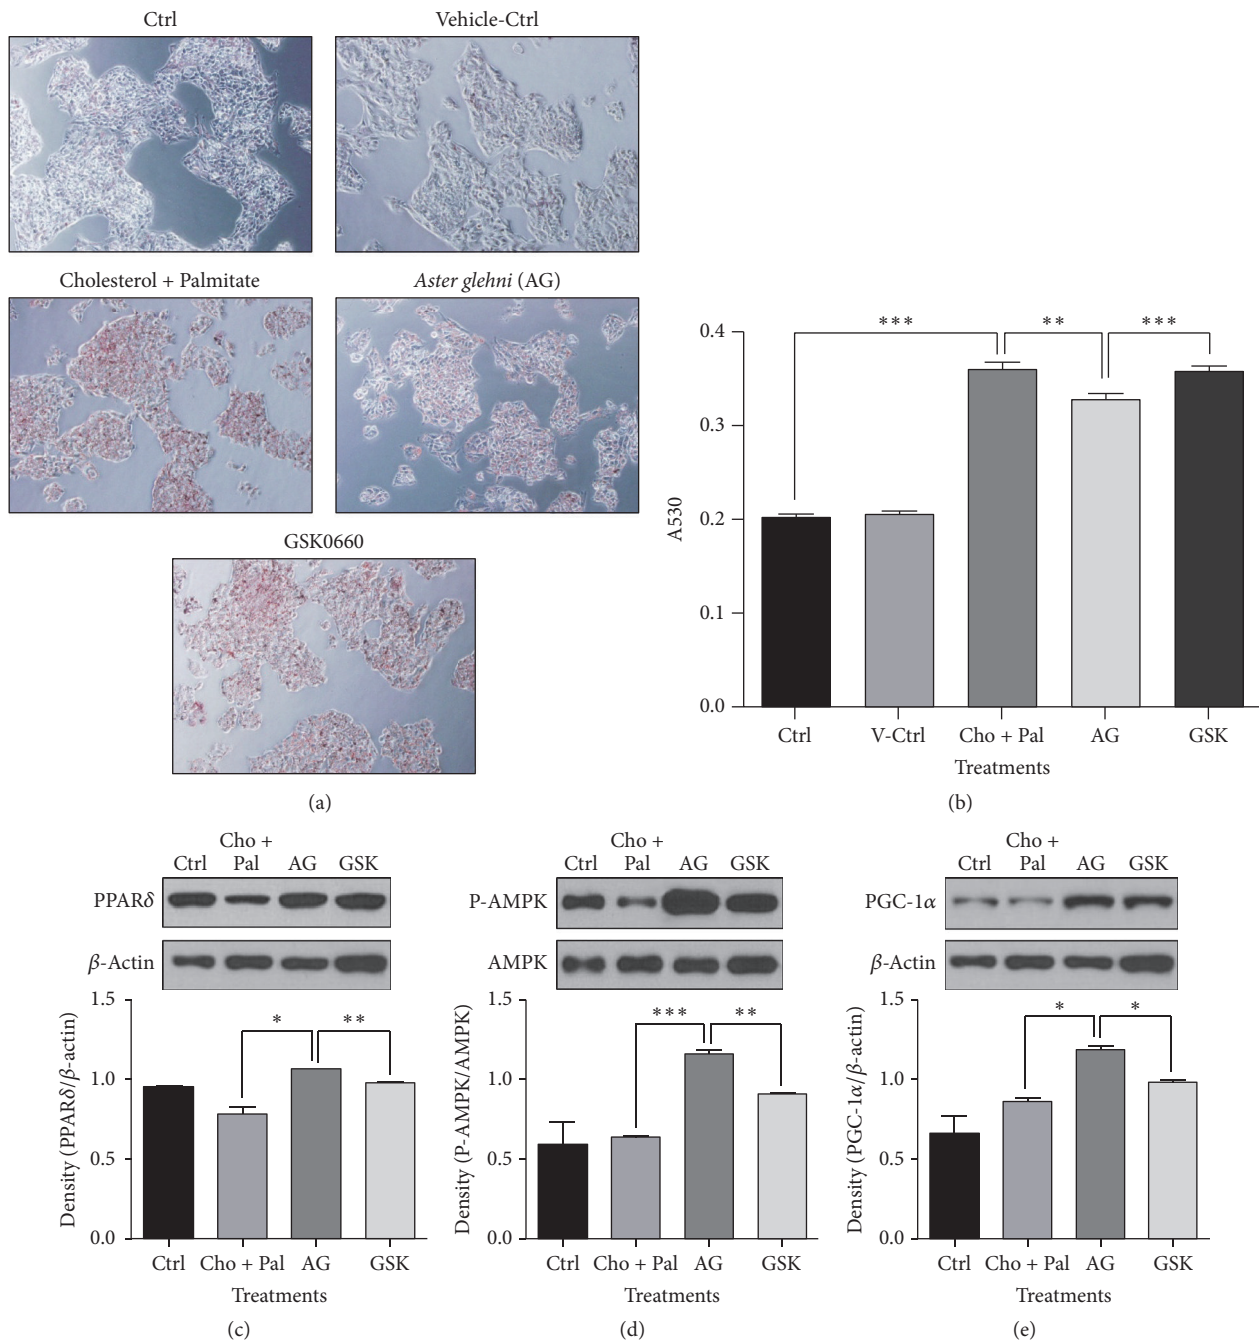 Ctrl
Vehicle-Ctrl
Cholesterol + Palmitate
Aster glehni (AG)
GSK0660
(a)
0.4
0.3
0.2
0.1
0.0
A530
***
**
***
Ctrl
V-Ctrl
Cho + Pal
AG
GSK
Treatments
(b)
Ctrl
Cho +
Pal
AG
GSK
PPARδ
β-Actin
1.5
1.0
0.5
0.0
Density (PPARδ/β-actin)
*
**
Ctrl
Cho + Pal
AG
GSK
Treatments
(c)
Ctrl
Cho +
Pal
AG
GSK
P-AMPK
AMPK
1.5
1.0
0.5
0.0
Density (P-AMPK/AMPK)
***
**
Ctrl
Cho + Pal
AG
GSK
Treatments
(d)
Ctrl
Cho +
Pal
AG
GSK
PGC-1α
β-Actin
1.5
1.0
0.5
0.0
Density (PGC-1α/β-actin)
*
*
Ctrl
Cho + Pal
AG
GSK
Treatments
(e)